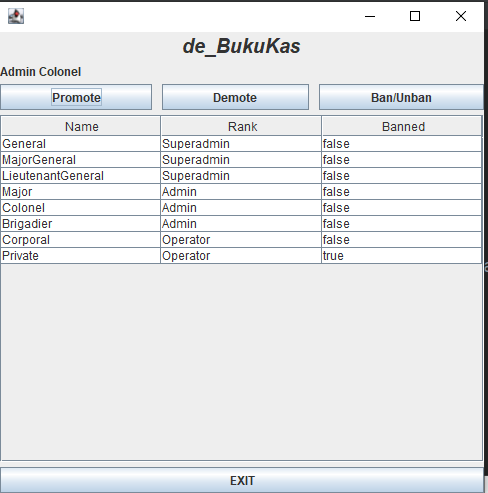 de_BukuKas
Admin Colonel
Promote Demote Ban/Unban
Name Rank Banned
General Superadmin false
MajorGeneral Superadmin false
LieutenantGeneral Superadmin false
Major Admin false
Colonel Admin false
Brigadier Admin false
Corporal Operator false
Private Operator true
EXIT